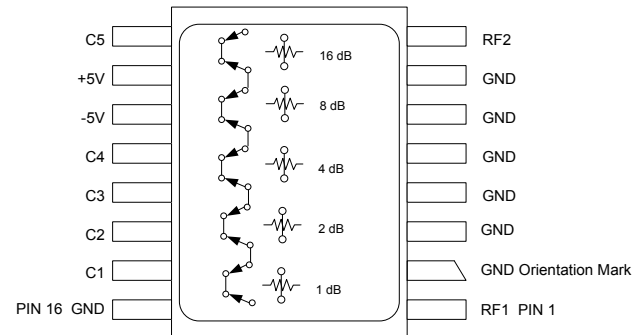 C5
+5V
-5V
C4
C3
C2
C1
PIN 16 GND
16 dB
8 dB
4 dB
2 dB
1 dB
RF2
GND
GND
GND
GND
GND
GND Orientation Mark
RF1 PIN 1